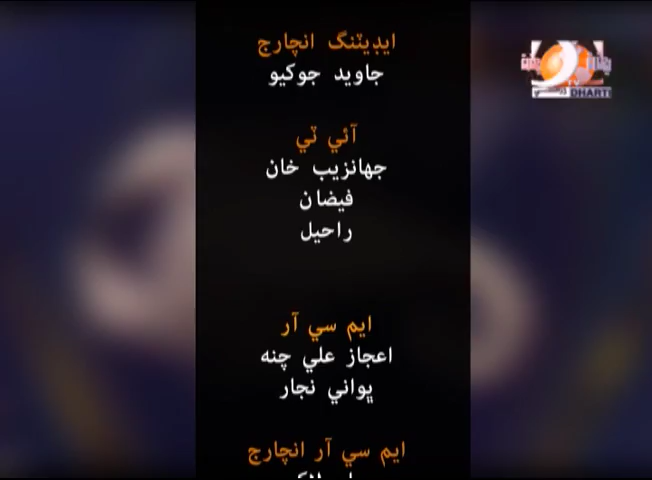 ايڊيٽنگ انچارج
جاويد جوکيو
آئي ٽي
جهانزيب خان
فيضان
راحيل
ايم سي آر
اعجاز علي چنه
ڀواني نجار
ايم سي آر انچارج
DHARTI